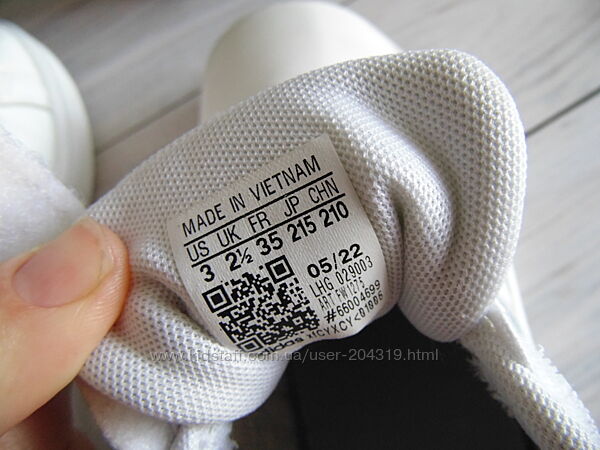 MADE IN VIETNAM
US UK FR JP CHN
3 2½ 35 215 210
05/22
LHG 029003
ART FW1275
#66004699
www.kidstaff.com.ua/user-204319.html